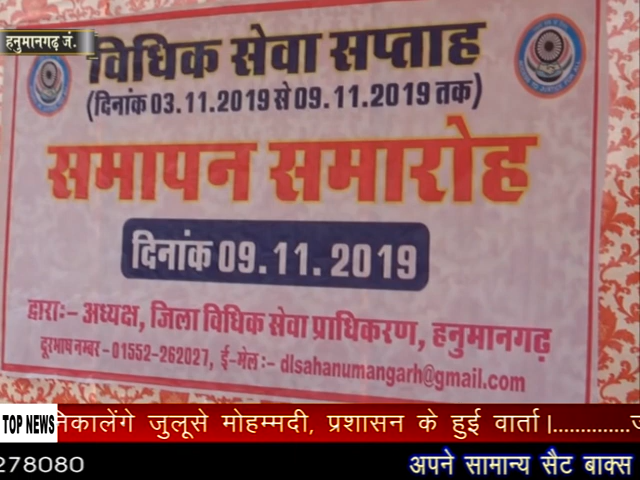 हनुमानगढ़ जं.
विधिक सेवा सप्ताह
(दिनांक 03.11.2019 से 09.11.2019 तक)
समापन समारोह
दिनांक 09.11.2019
द्वाराः- अध्यक्ष, जिला विधिक सेवा प्राधिकरण, हनुमानगढ़
दूरभाष नम्बर -01552-262027, ई-मेलः- dlsahanumangarh@gmail.com
TOP NEWS निकालेंगे जुलूसे मोहम्मदी, प्रशासन के हुई वार्ता।..............
278080 अपने सामान्य सैट बाक्स